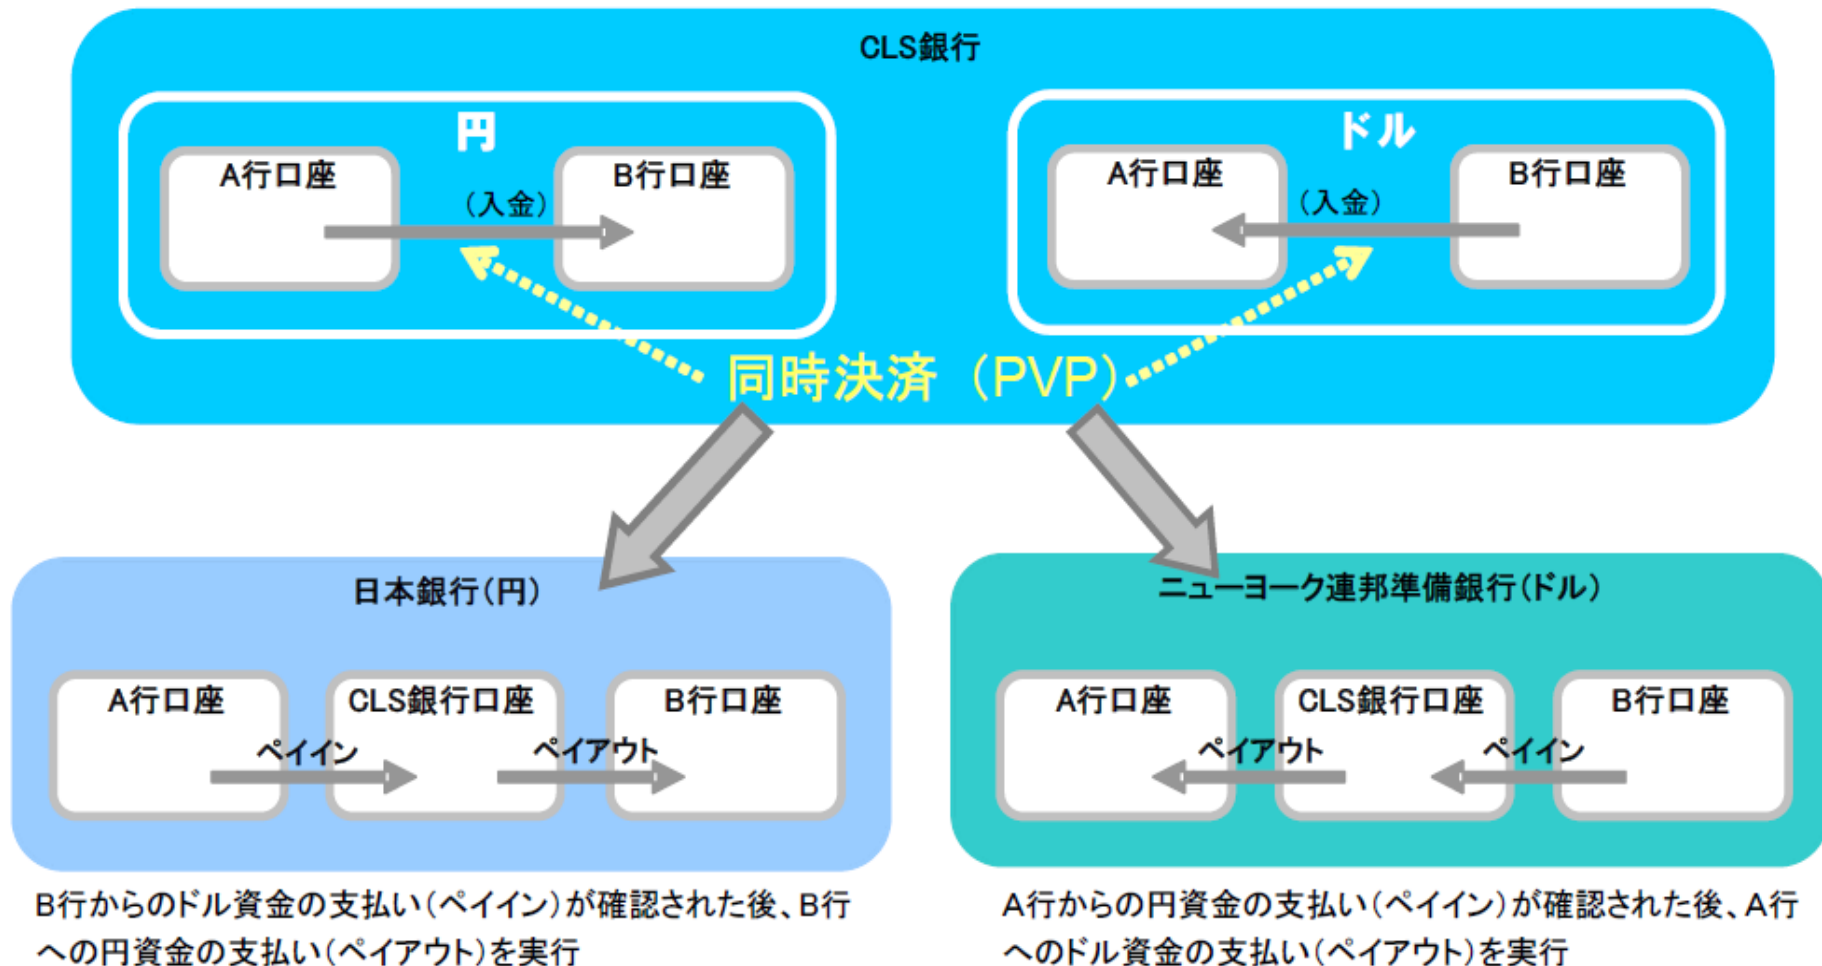 CLS銀行
円
A行口座
B行口座
(入金)
ドル
A行口座
B行口座
(入金)
同時決済 (PVP)
日本銀行(円)
A行口座
CLS銀行口座
B行口座
ペイイン
ペイアウト
B行からのドル資金の支払い(ペイイン)が確認された後、B行
への円資金の支払い(ペイアウト)を実行
ニューヨーク連邦準備銀行(ドル)
A行口座
CLS銀行口座
B行口座
ペイアウト
ペイイン
A行からの円資金の支払い(ペイイン)が確認された後、A行
へのドル資金の支払い(ペイアウト)を実行